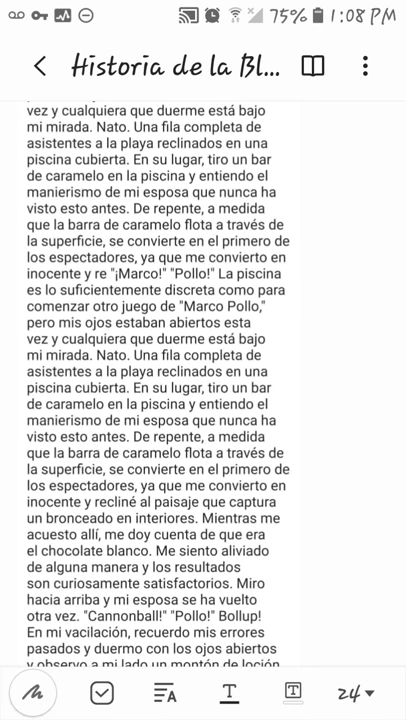 75% 1:08 PM
Historia de la Bl...
vez y cualquiera que duerme está bajo
mi mirada. Nato. Una fila completa de
asistentes a la playa reclinados en una
piscina cubierta. En su lugar, tiro un bar
de caramelo en la piscina y entiendo el
manierismo de mi esposa que nunca ha
visto esto antes. De repente, a medida
que la barra de caramelo flota a través de
la superficie, se convierte en el primero de
los espectadores, ya que me convierto en
inocente y re "¡Marco!" "Pollo!" La piscina
es lo suficientemente discreta como para
comenzar otro juego de "Marco Pollo,"
pero mis ojos estaban abiertos esta
vez y cualquiera que duerme está bajo
mi mirada. Nato. Una fila completa de
asistentes a la playa reclinados en una
piscina cubierta. En su lugar, tiro un bar
de caramelo en la piscina y entiendo el
manierismo de mi esposa que nunca ha
visto esto antes. De repente, a medida
que la barra de caramelo flota a través de
la superficie, se convierte en el primero de
los espectadores, ya que me convierto en
inocente y recliné al paisaje que captura
un bronceado en interiores. Mientras me
acuesto allí, me doy cuenta de que era
el chocolate blanco. Me siento aliviado
de alguna manera y los resultados
son curiosamente satisfactorios. Miro
hacia arriba y mi esposa se ha vuelto
otra vez. "Cannonball!" "Pollo!" Bollup!
En mi vacilación, recuerdo mis errores
pasados y duermo con los ojos abiertos
y observo a mi lado un montón de loción
24